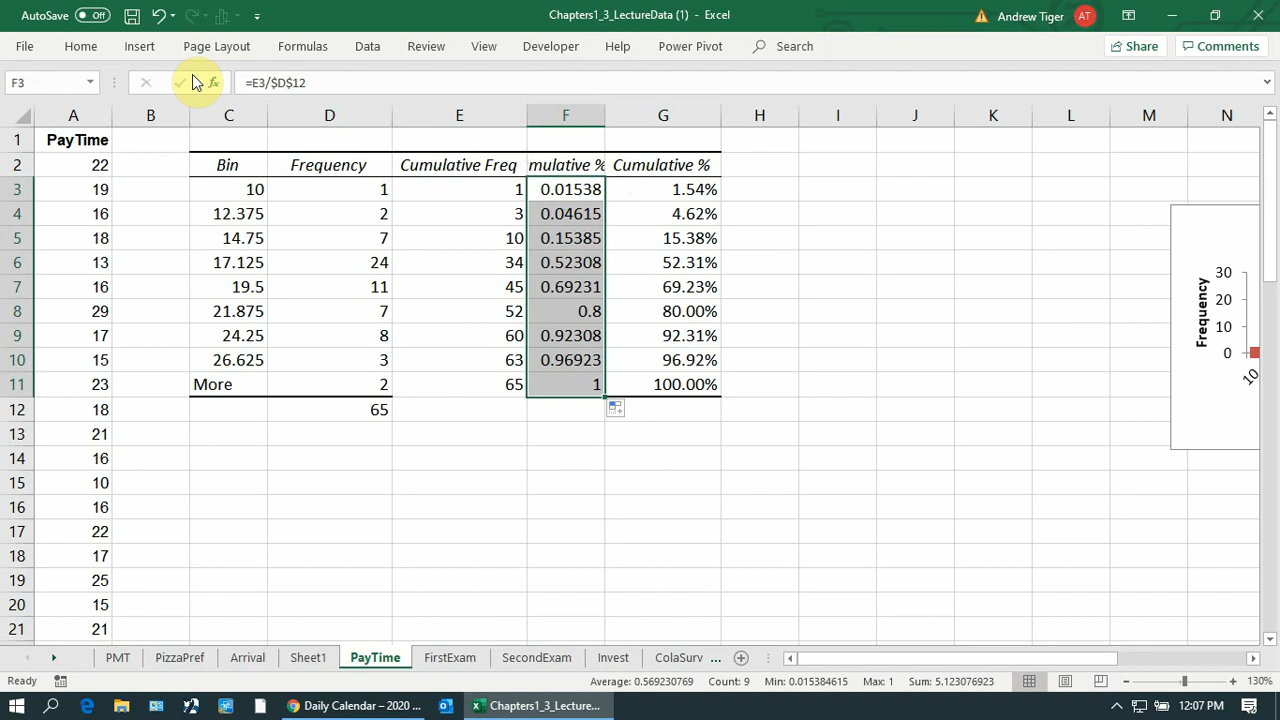 AutoSave Off Chapters1_3_LectureData (1) - Excel Andrew Tiger AT
File Home Insert Page Layout Formulas Data Review View Developer Help Power Pivot Search Share Comments
F3 fx =E3/$D$12
A B C D E F G H I J K L M N
1 PayTime
2 22 Bin Frequency Cumulative Freq mulative % Cumulative %
3 19 10 1 1 0.01538 1.54%
4 16 12.375 2 3 0.04615 4.62%
5 18 14.75 7 10 0.15385 15.38%
6 13 17.125 24 34 0.52308 52.31%
7 16 19.5 11 45 0.69231 69.23%
8 29 21.875 7 52 0.8 80.00%
9 17 24.25 8 60 0.92308 92.31%
10 15 26.625 3 63 0.96923 96.92%
11 23 More 2 65 1 100.00%
12 18 65
13 21
14 16
15 10
16 16
17 22
18 17
19 25
20 15
21 21
Frequency
30
20
10
0
10
PMT PizzaPref Arrival Sheet1 PayTime FirstExam SecondExam Invest ColaSurv ...
Ready Average: 0.569230769 Count: 9 Min: 0.015384615 Max: 1 Sum: 5.123076923 130%
Daily Calendar – 2020 ... Chapters1_3_Lecture... 12:07 PM